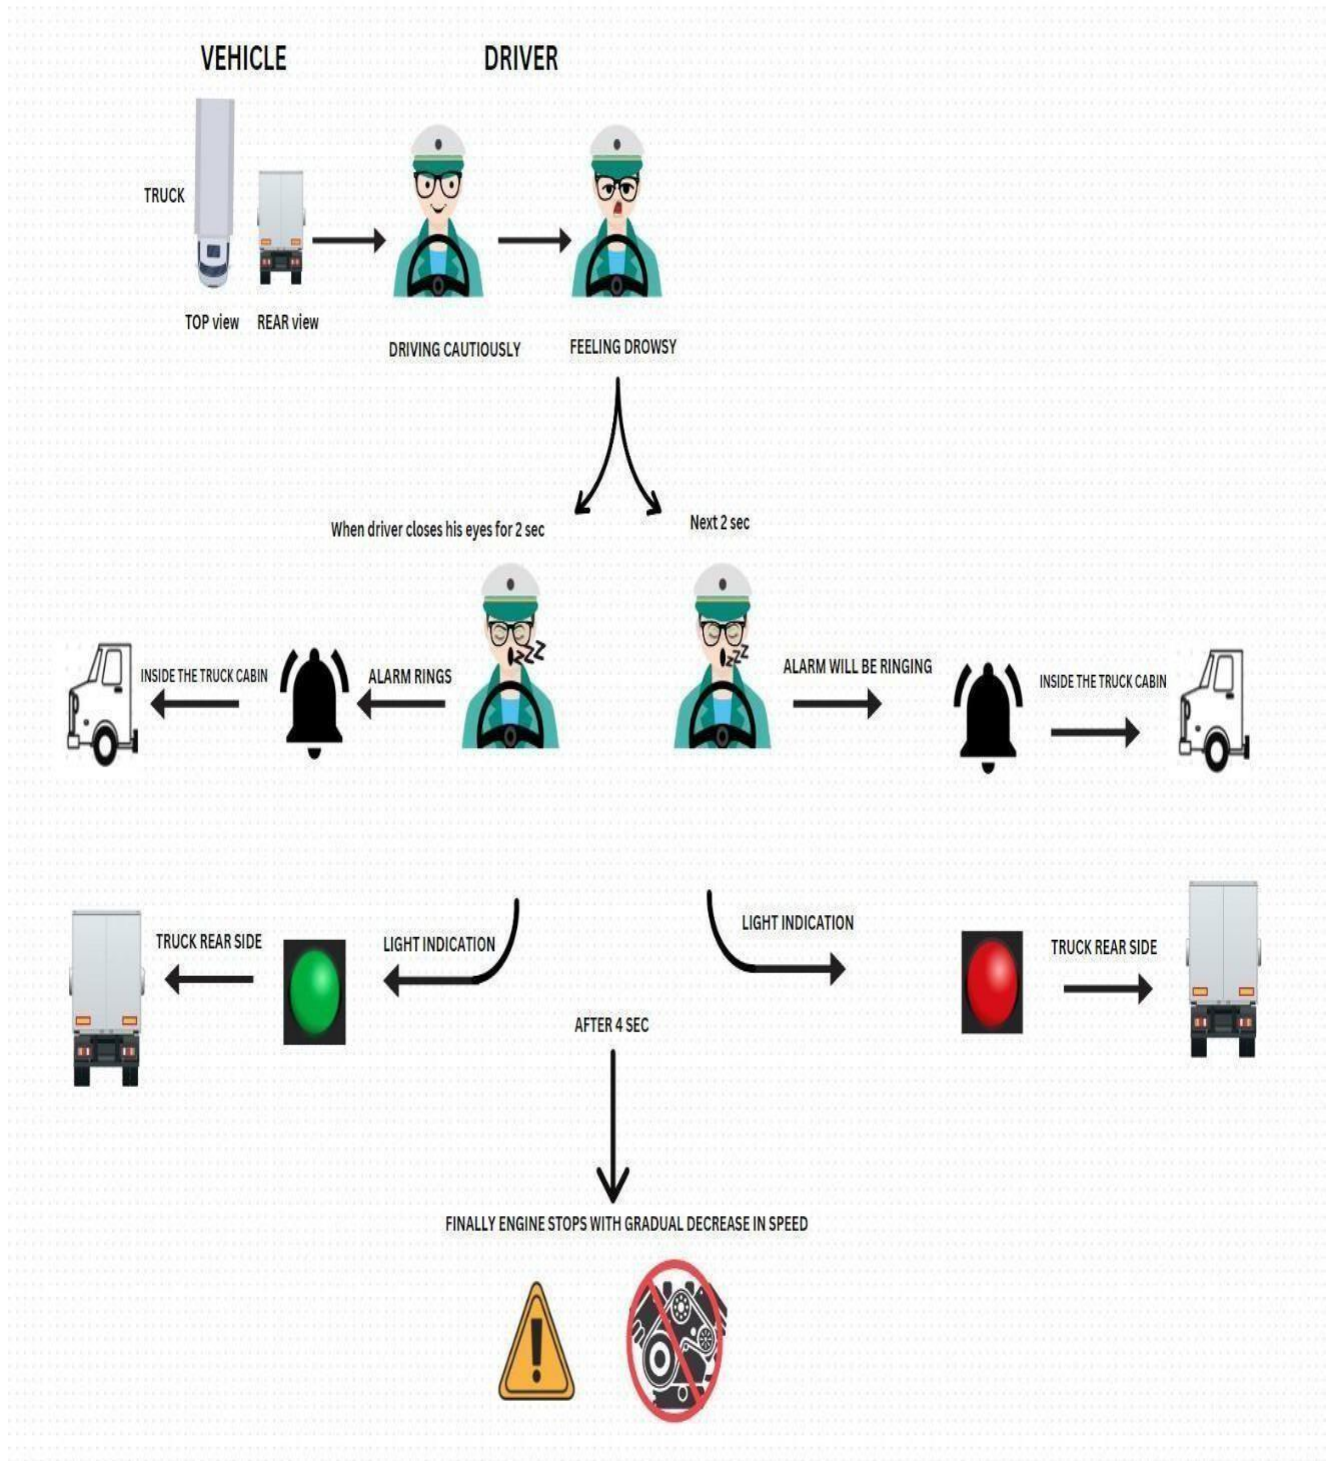 VEHICLE
DRIVER
TRUCK
TOP view
REAR view
DRIVING CAUTIOUSLY
FEELING DROWSY
When driver closes his eyes for 2 sec
Next 2 sec
zzz
zzz
INSIDE THE TRUCK CABIN
ALARM RINGS
ALARM WILL BE RINGING
INSIDE THE TRUCK CABIN
TRUCK REAR SIDE
LIGHT INDICATION
LIGHT INDICATION
TRUCK REAR SIDE
AFTER 4 SEC
FINALLY ENGINE STOPS WITH GRADUAL DECREASE IN SPEED